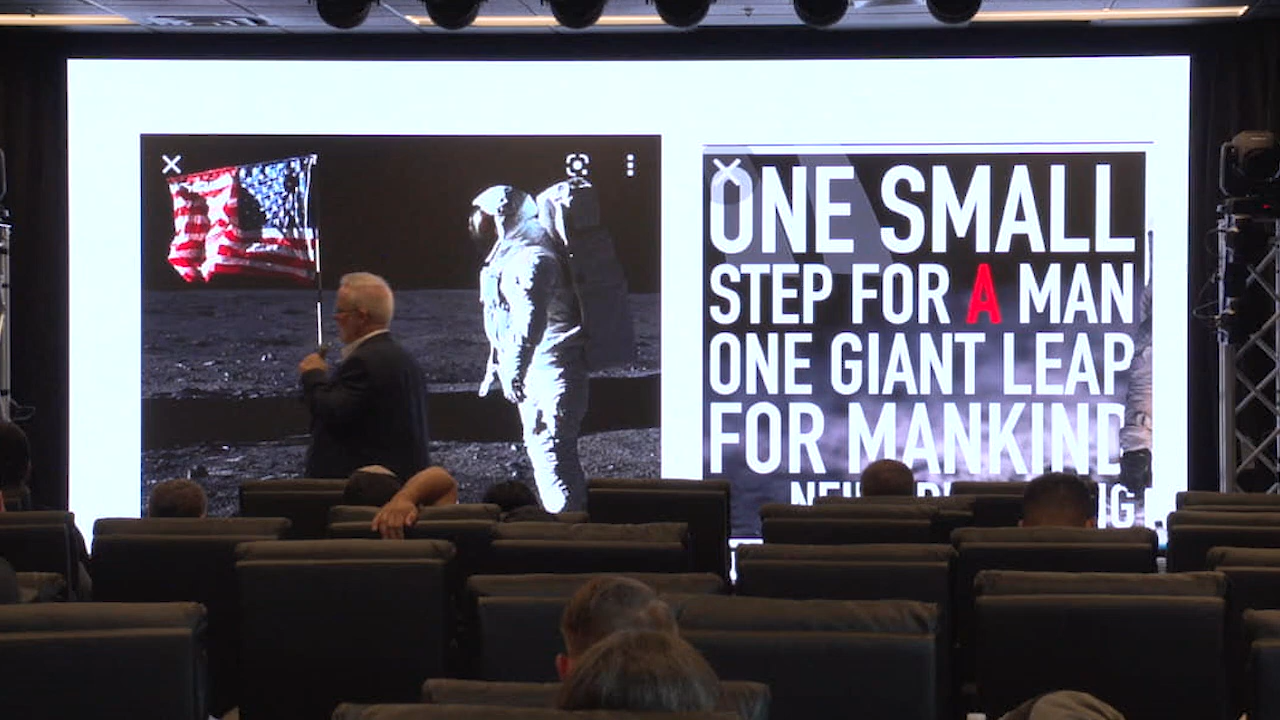 ONE SMALL
STEP FOR A MAN
ONE GIANT LEAP
FOR MANKIND